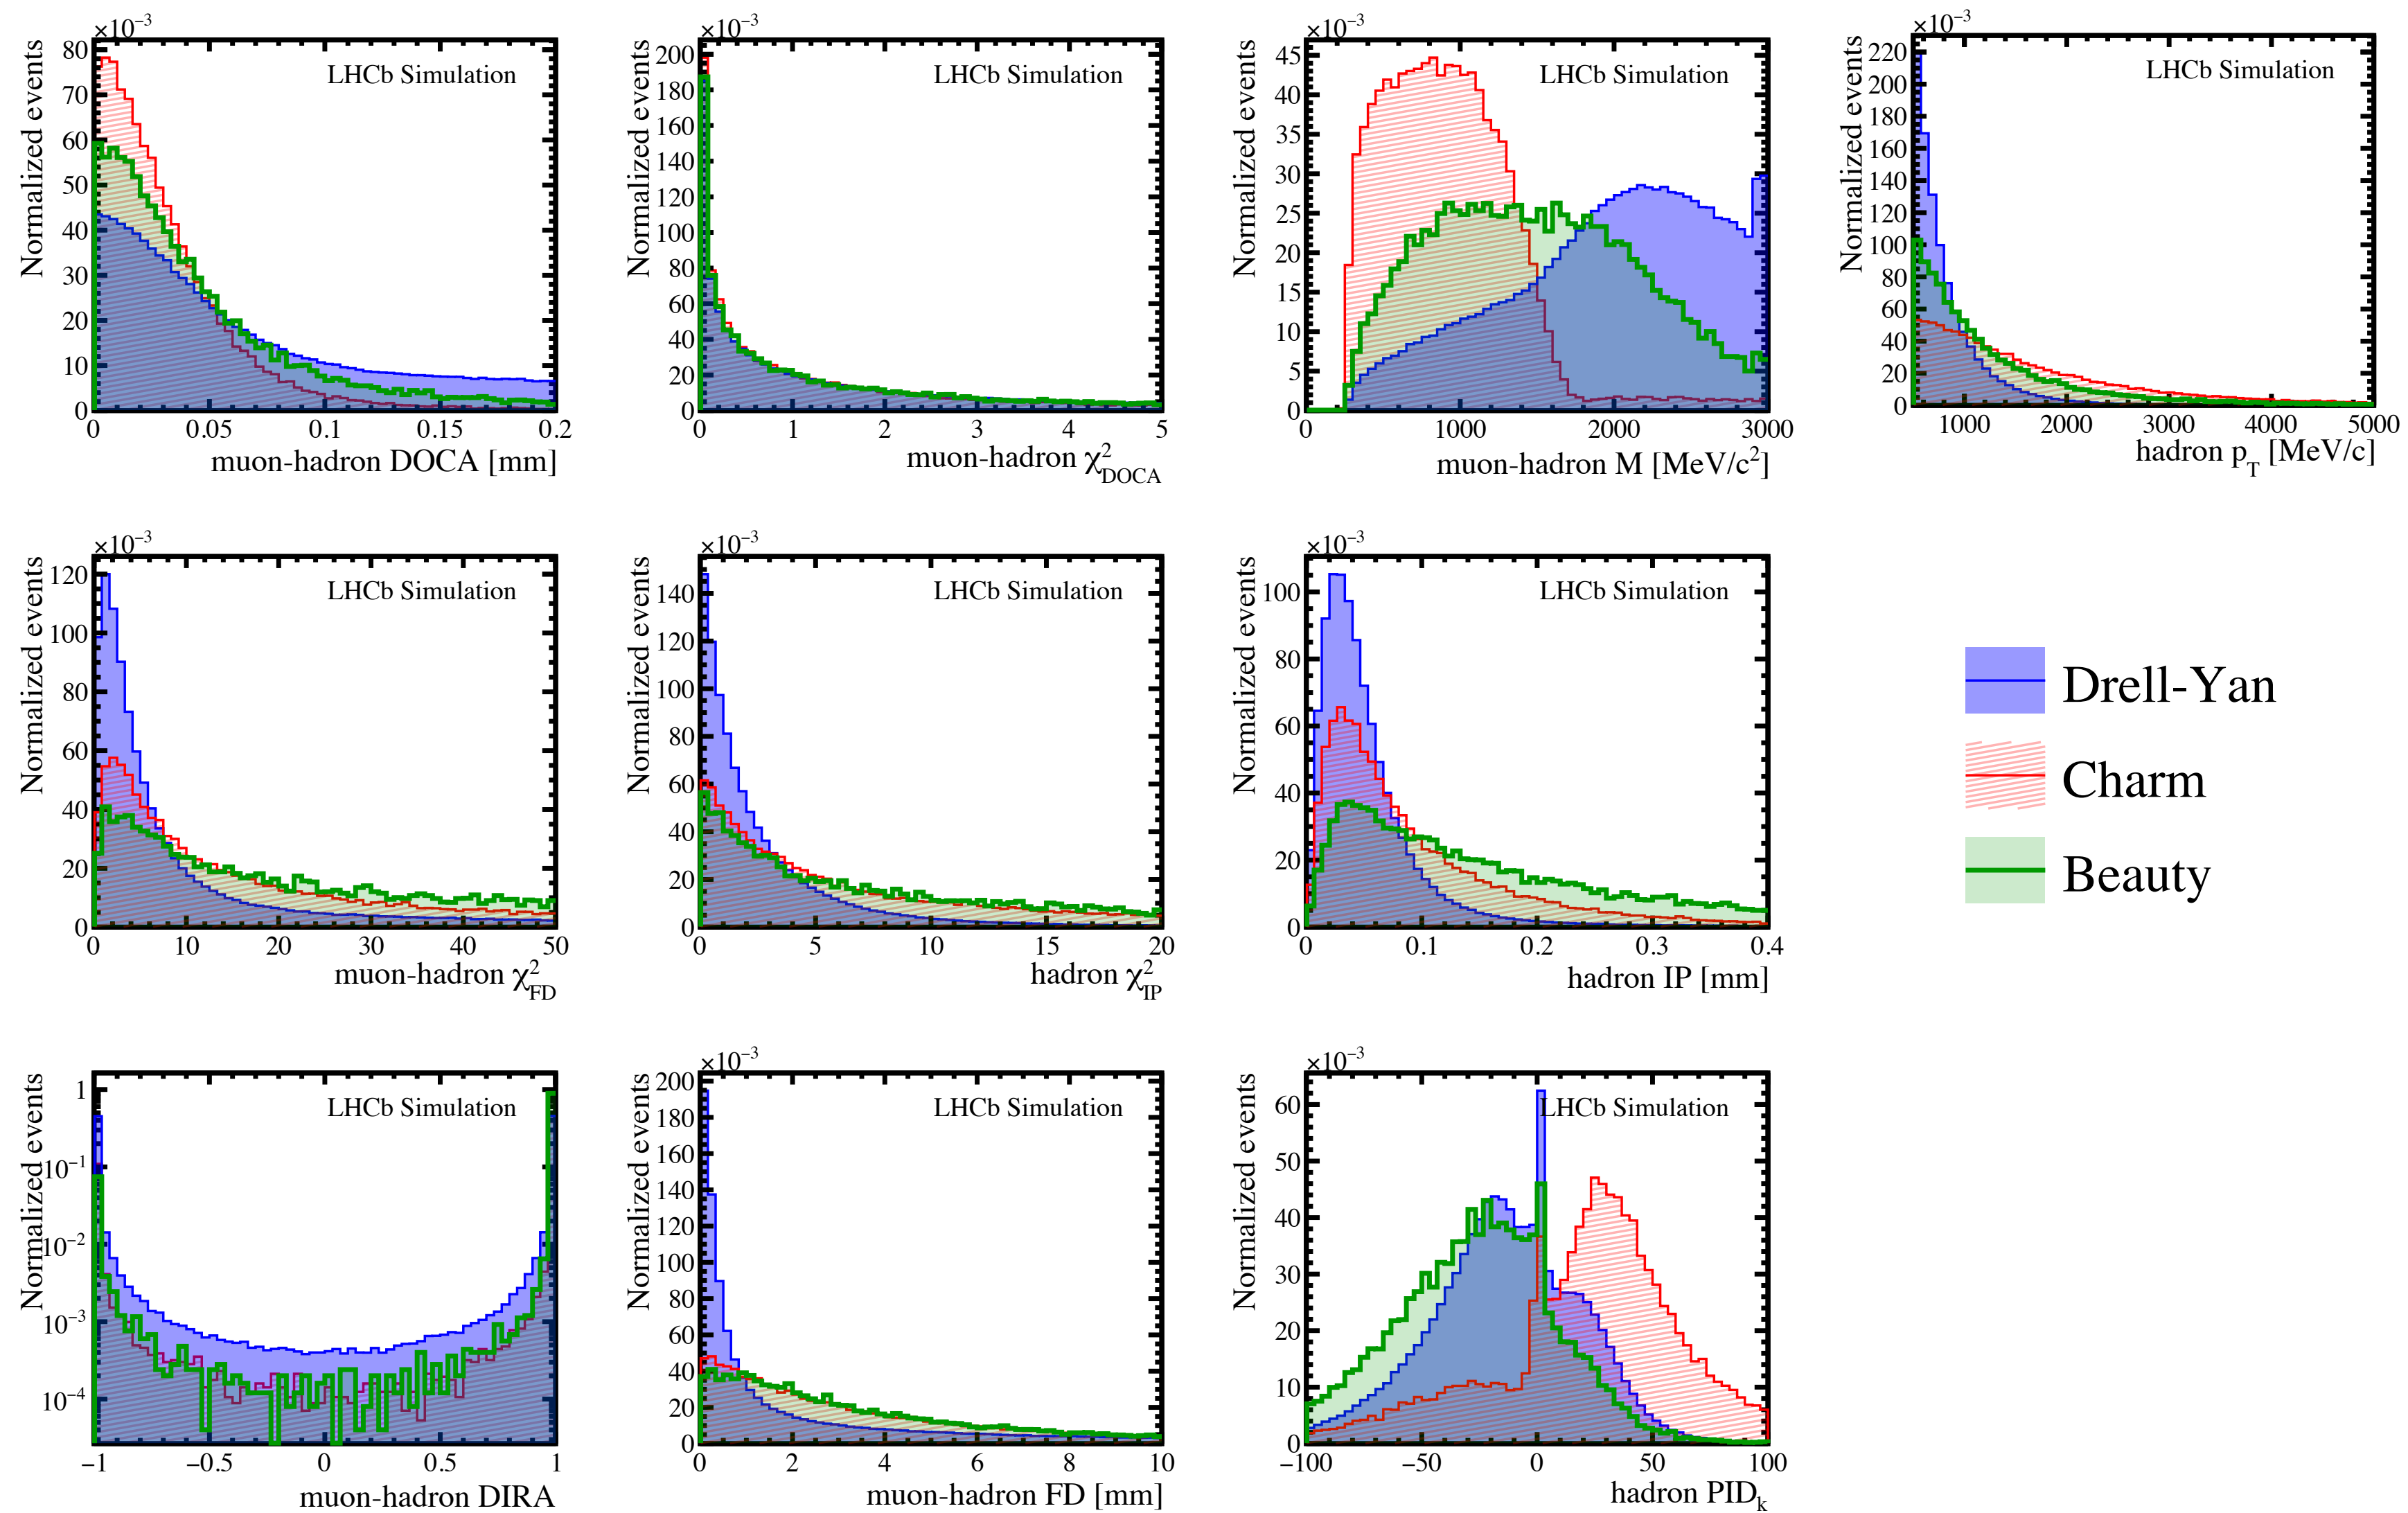 ×10⁻³
Normalized events
LHCb Simulation
80
70
60
50
40
30
20
10
0
0 0.05 0.1 0.15 0.2
muon-hadron DOCA [mm]
×10⁻³
Normalized events
LHCb Simulation
200
180
160
140
120
100
80
60
40
20
0
0 1 2 3 4 5
muon-hadron χ²_DOCA
×10⁻³
Normalized events
LHCb Simulation
45
40
35
30
25
20
15
10
5
0
0 1000 2000 3000
muon-hadron M [MeV/c²]
×10⁻³
Normalized events
LHCb Simulation
220
200
180
160
140
120
100
80
60
40
20
0
1000 2000 3000 4000 5000
hadron p_T [MeV/c]
×10⁻³
Normalized events
LHCb Simulation
120
100
80
60
40
20
0
0 10 20 30 40 50
muon-hadron χ²_FD
×10⁻³
Normalized events
LHCb Simulation
140
120
100
80
60
40
20
0
0 5 10 15 20
hadron χ²_IP
×10⁻³
Normalized events
LHCb Simulation
100
80
60
40
20
0
0 0.1 0.2 0.3 0.4
hadron IP [mm]
Drell-Yan
Charm
Beauty
Normalized events
LHCb Simulation
1
10⁻¹
10⁻²
10⁻³
10⁻⁴
−1 −0.5 0 0.5 1
muon-hadron DIRA
×10⁻³
Normalized events
LHCb Simulation
200
180
160
140
120
100
80
60
40
20
0
0 2 4 6 8 10
muon-hadron FD [mm]
×10⁻³
Normalized events
LHCb Simulation
60
50
40
30
20
10
0
−100 −50 0 50 100
hadron PID_k